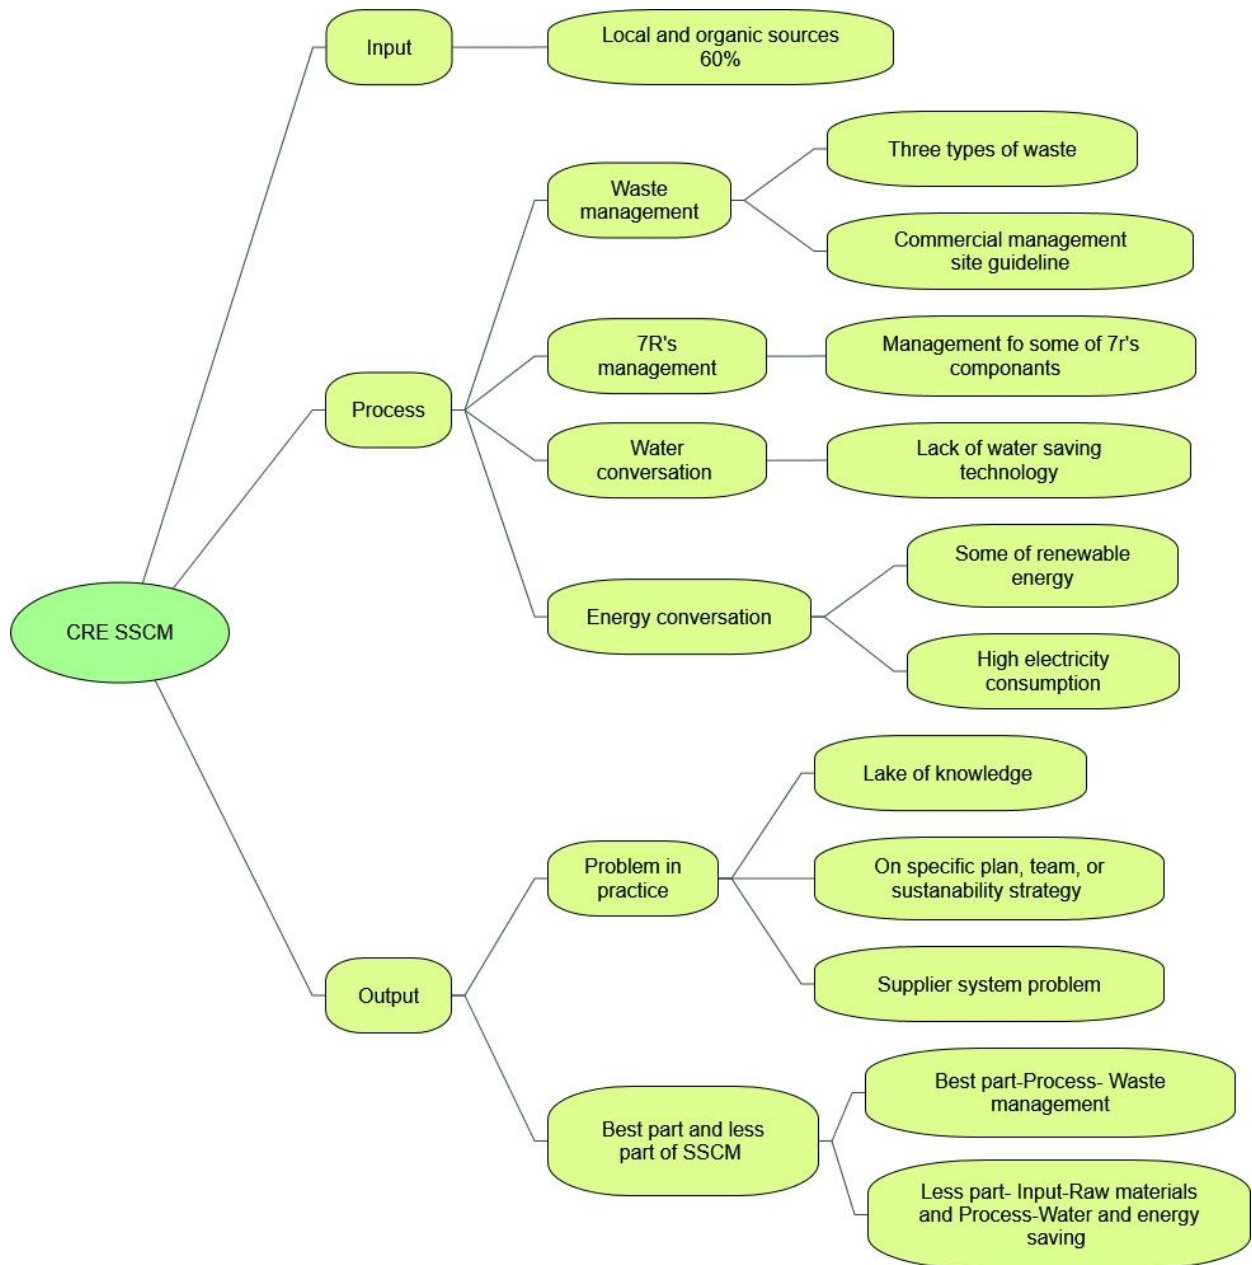 Input
Local and organic sources
60%
Three types of waste
Waste
management
Commercial management
site guideline
7R's
management
Management fo some of 7r's
componants
Process
Water
conversation
Lack of water saving
technology
Some of renewable
energy
Energy conversation
CRE SSCM
High electricity
consumption
Lake of knowledge
Problem in
practice
On specific plan, team, or
sustanability strategy
Supplier system problem
Output
Best part-Process- Waste
management
Best part and less
part of SSCM
Less part- Input-Raw materials
and Process-Water and energy
saving